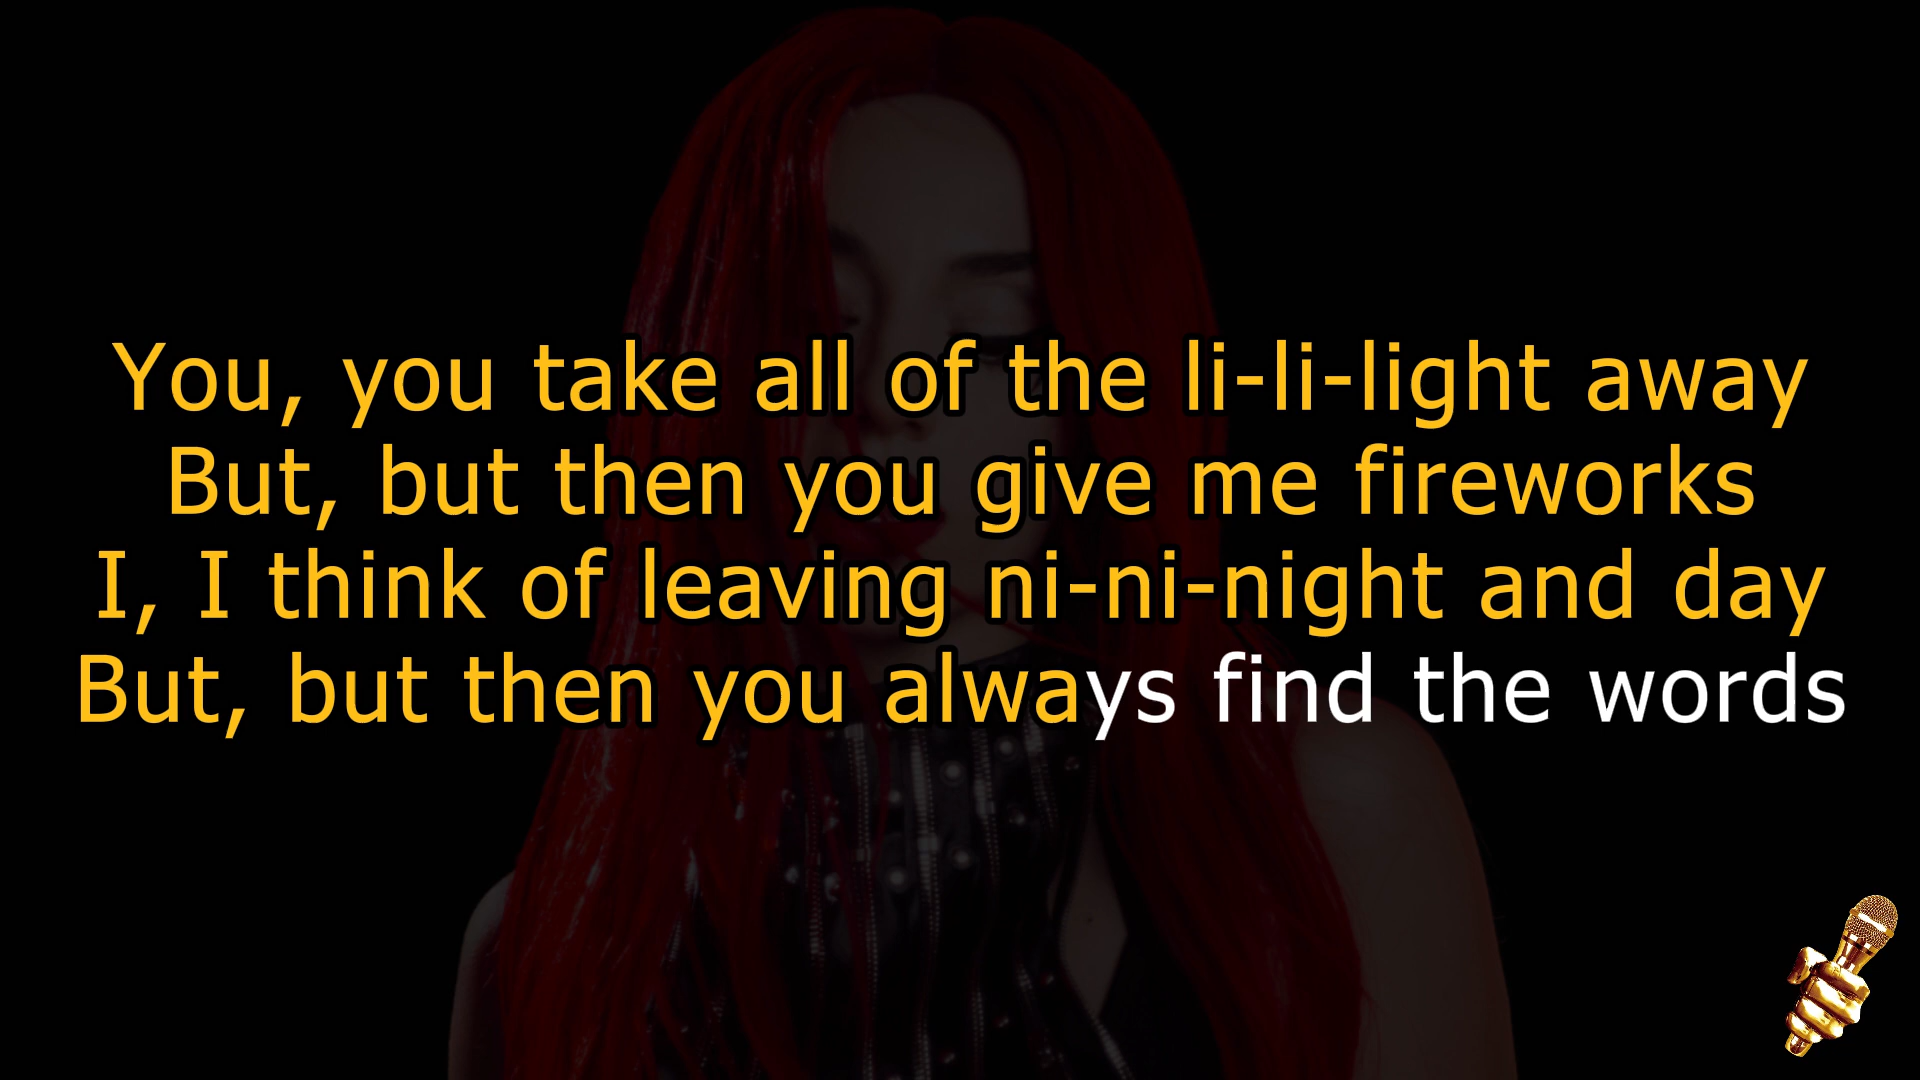 You, you take all of the li-li-light away
But, but then you give me fireworks
I, I think of leaving ni-ni-night and day
But, but then you always find the words